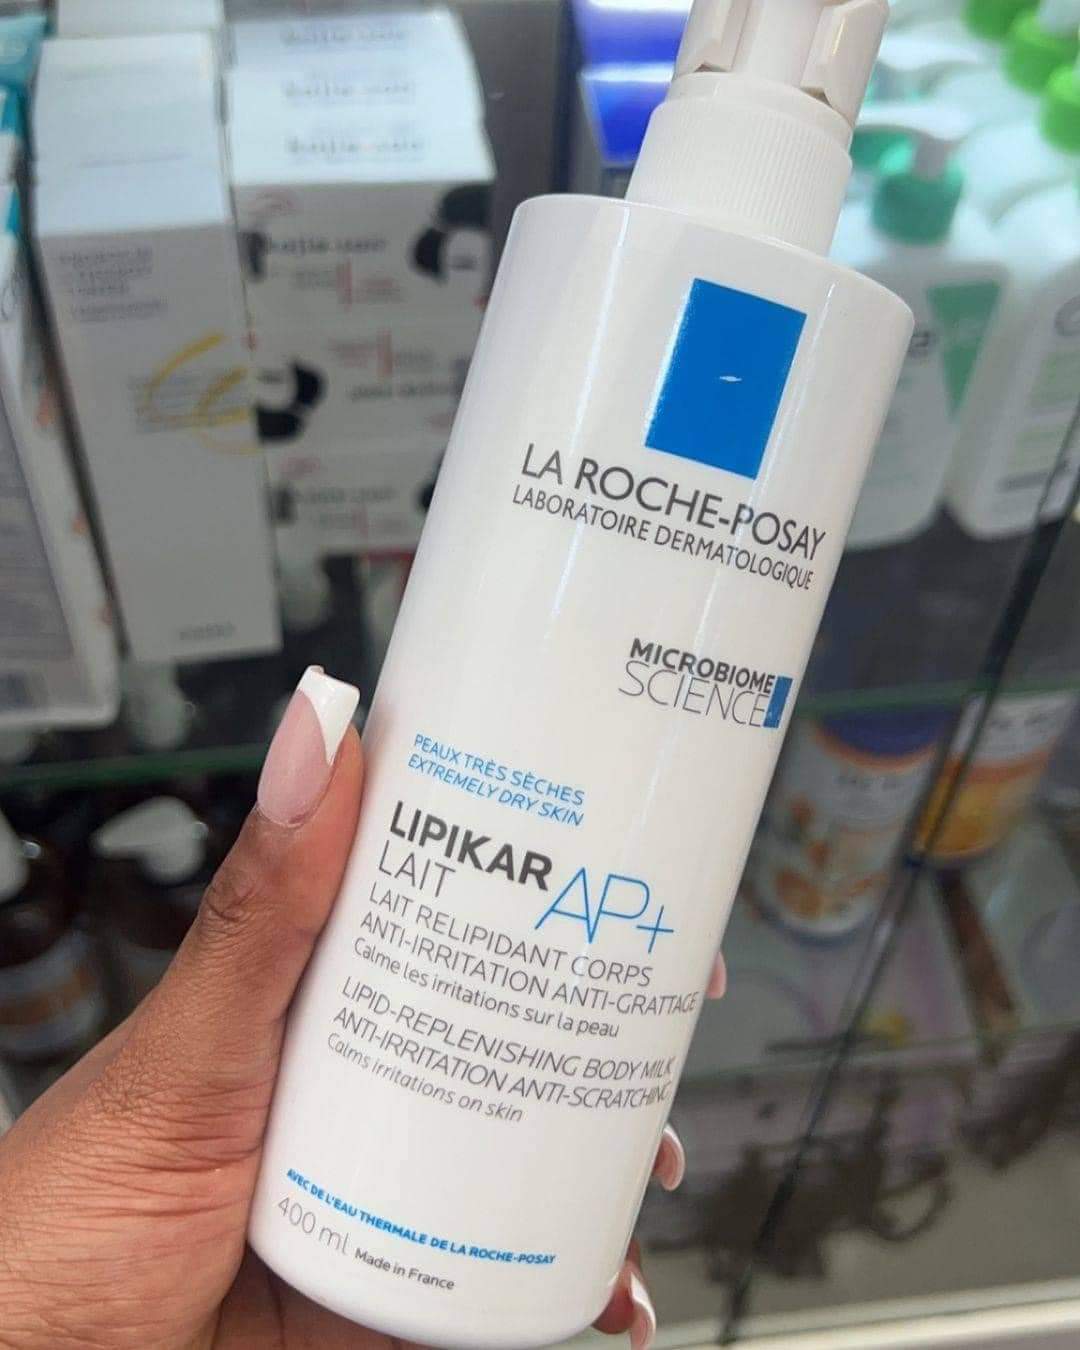 LA ROCHE-POSAY
LABORATOIRE DERMATOLOGIQUE
MICROBIOME
SCIENCE
PEAUX TRÈS SÈCHES
EXTREMELY DRY SKIN
LIPIKAR AP+
LAIT
LAIT RELIPIDANT CORPS
ANTI-IRRITATION ANTI-GRATTAGE
Calme les irritations sur la peau
LIPID-REPLENISHING BODY MILK
ANTI-IRRITATION ANTI-SCRATCHING
Calms irritations on skin
AVEC DE L'EAU THERMALE DE LA ROCHE-POSAY
400 ml Made in France